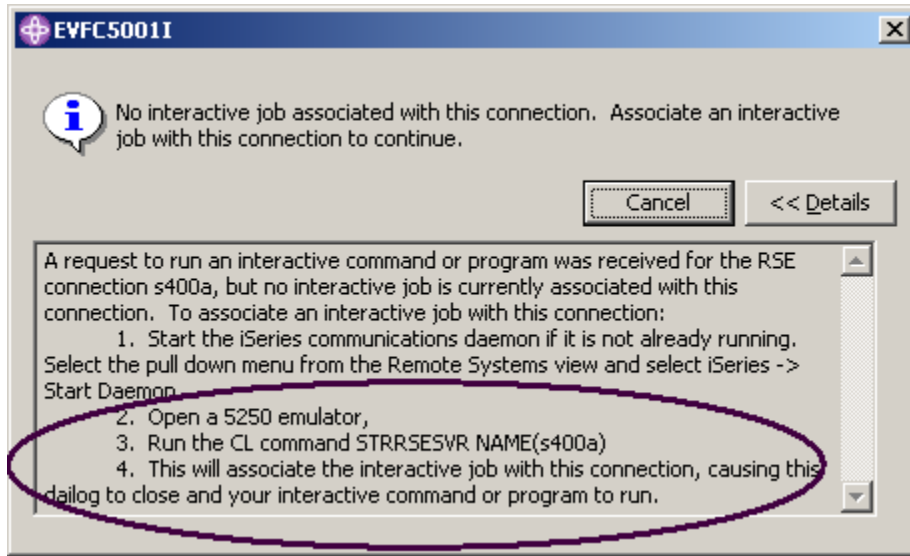 EVFC5001I
No interactive job associated with this connection. Associate an interactive
job with this connection to continue.
Cancel
<< Details
A request to run an interactive command or program was received for the RSE
connection s400a, but no interactive job is currently associated with this
connection. To associate an interactive job with this connection:
1. Start the iSeries communications daemon if it is not already running.
Select the pull down menu from the Remote Systems view and select iSeries ->
Start Daemon
2. Open a 5250 emulator,
3. Run the CL command STRRSESVR NAME(s400a)
4. This will associate the interactive job with this connection, causing this
dailog to close and your interactive command or program to run.